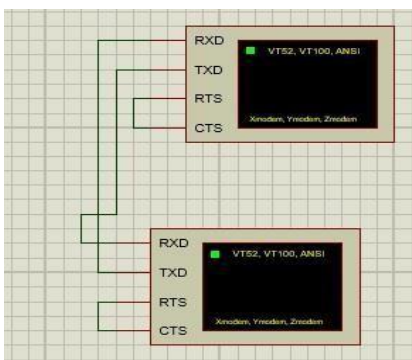 RXD
VT52, VT100, ANSI
TXD
RTS
Xmodem, Ymodem, Zmodem
CTS
RXD
VT52, VT100, ANSI
TXD
RTS
Xmodem, Ymodem, Zmodem
CTS